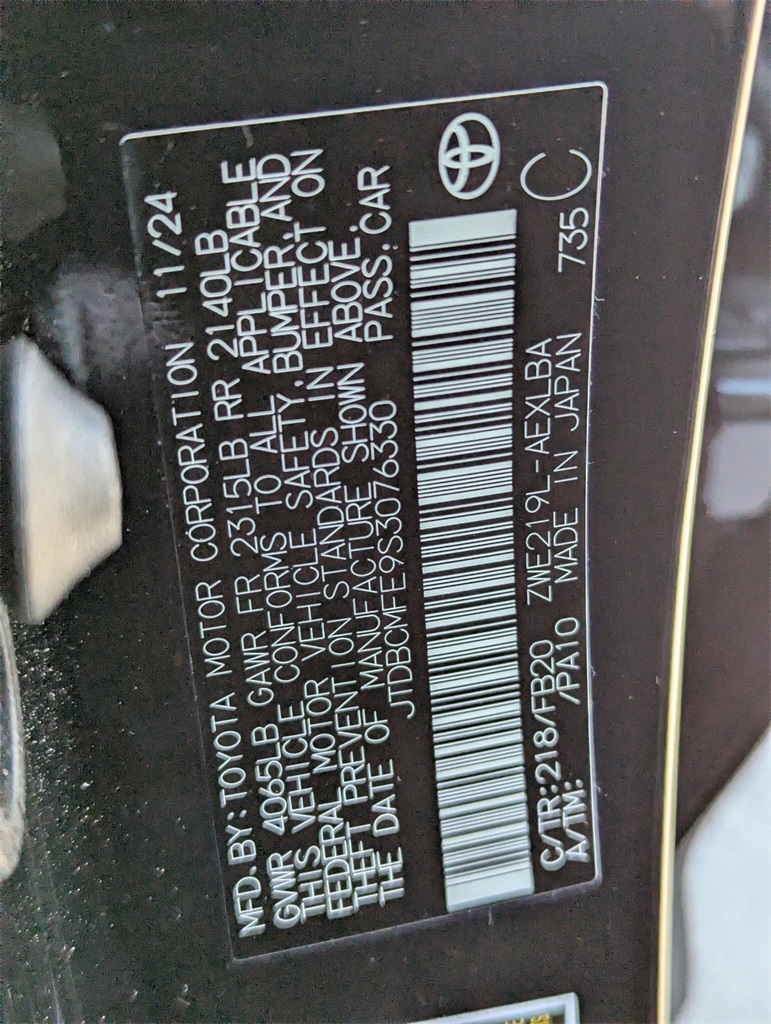 MFD. BY: TOYOTA MOTOR CORPORATION 11/24
GVWR 4065LB GAWR FR 2315LB RR 2140LB
THIS VEHICLE CONFORMS TO ALL APPLICABLE
FEDERAL MOTOR VEHICLE SAFETY, BUMPER, AND
THEFT PREVENTION STANDARDS IN EFFECT ON
THE DATE OF MANUFACTURE SHOWN ABOVE.
JTDBCMFE9S3076330 PASS. CAR
C/TR: 218/FB20 ZWE219L-AEXLBA
A/TM: /PA10 MADE IN JAPAN 735 C